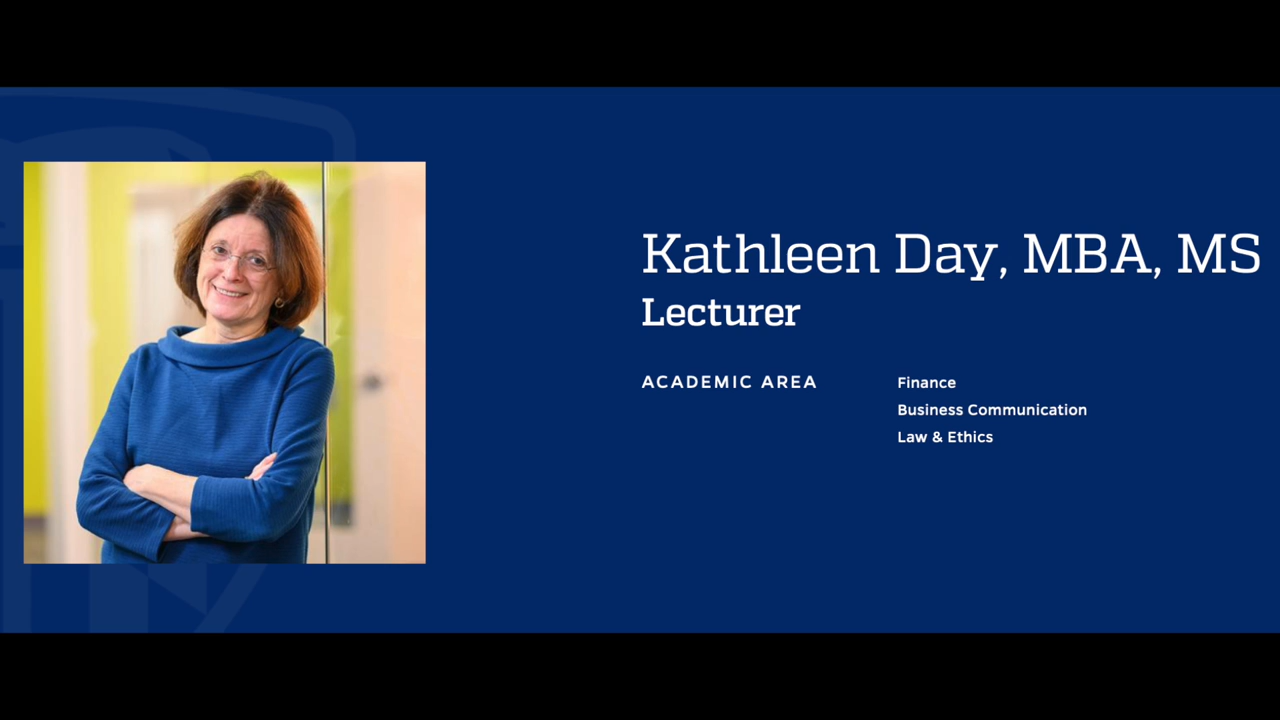 Kathleen Day, MBA, MS
Lecturer
ACADEMIC AREA
Finance
Business Communication
Law & Ethics